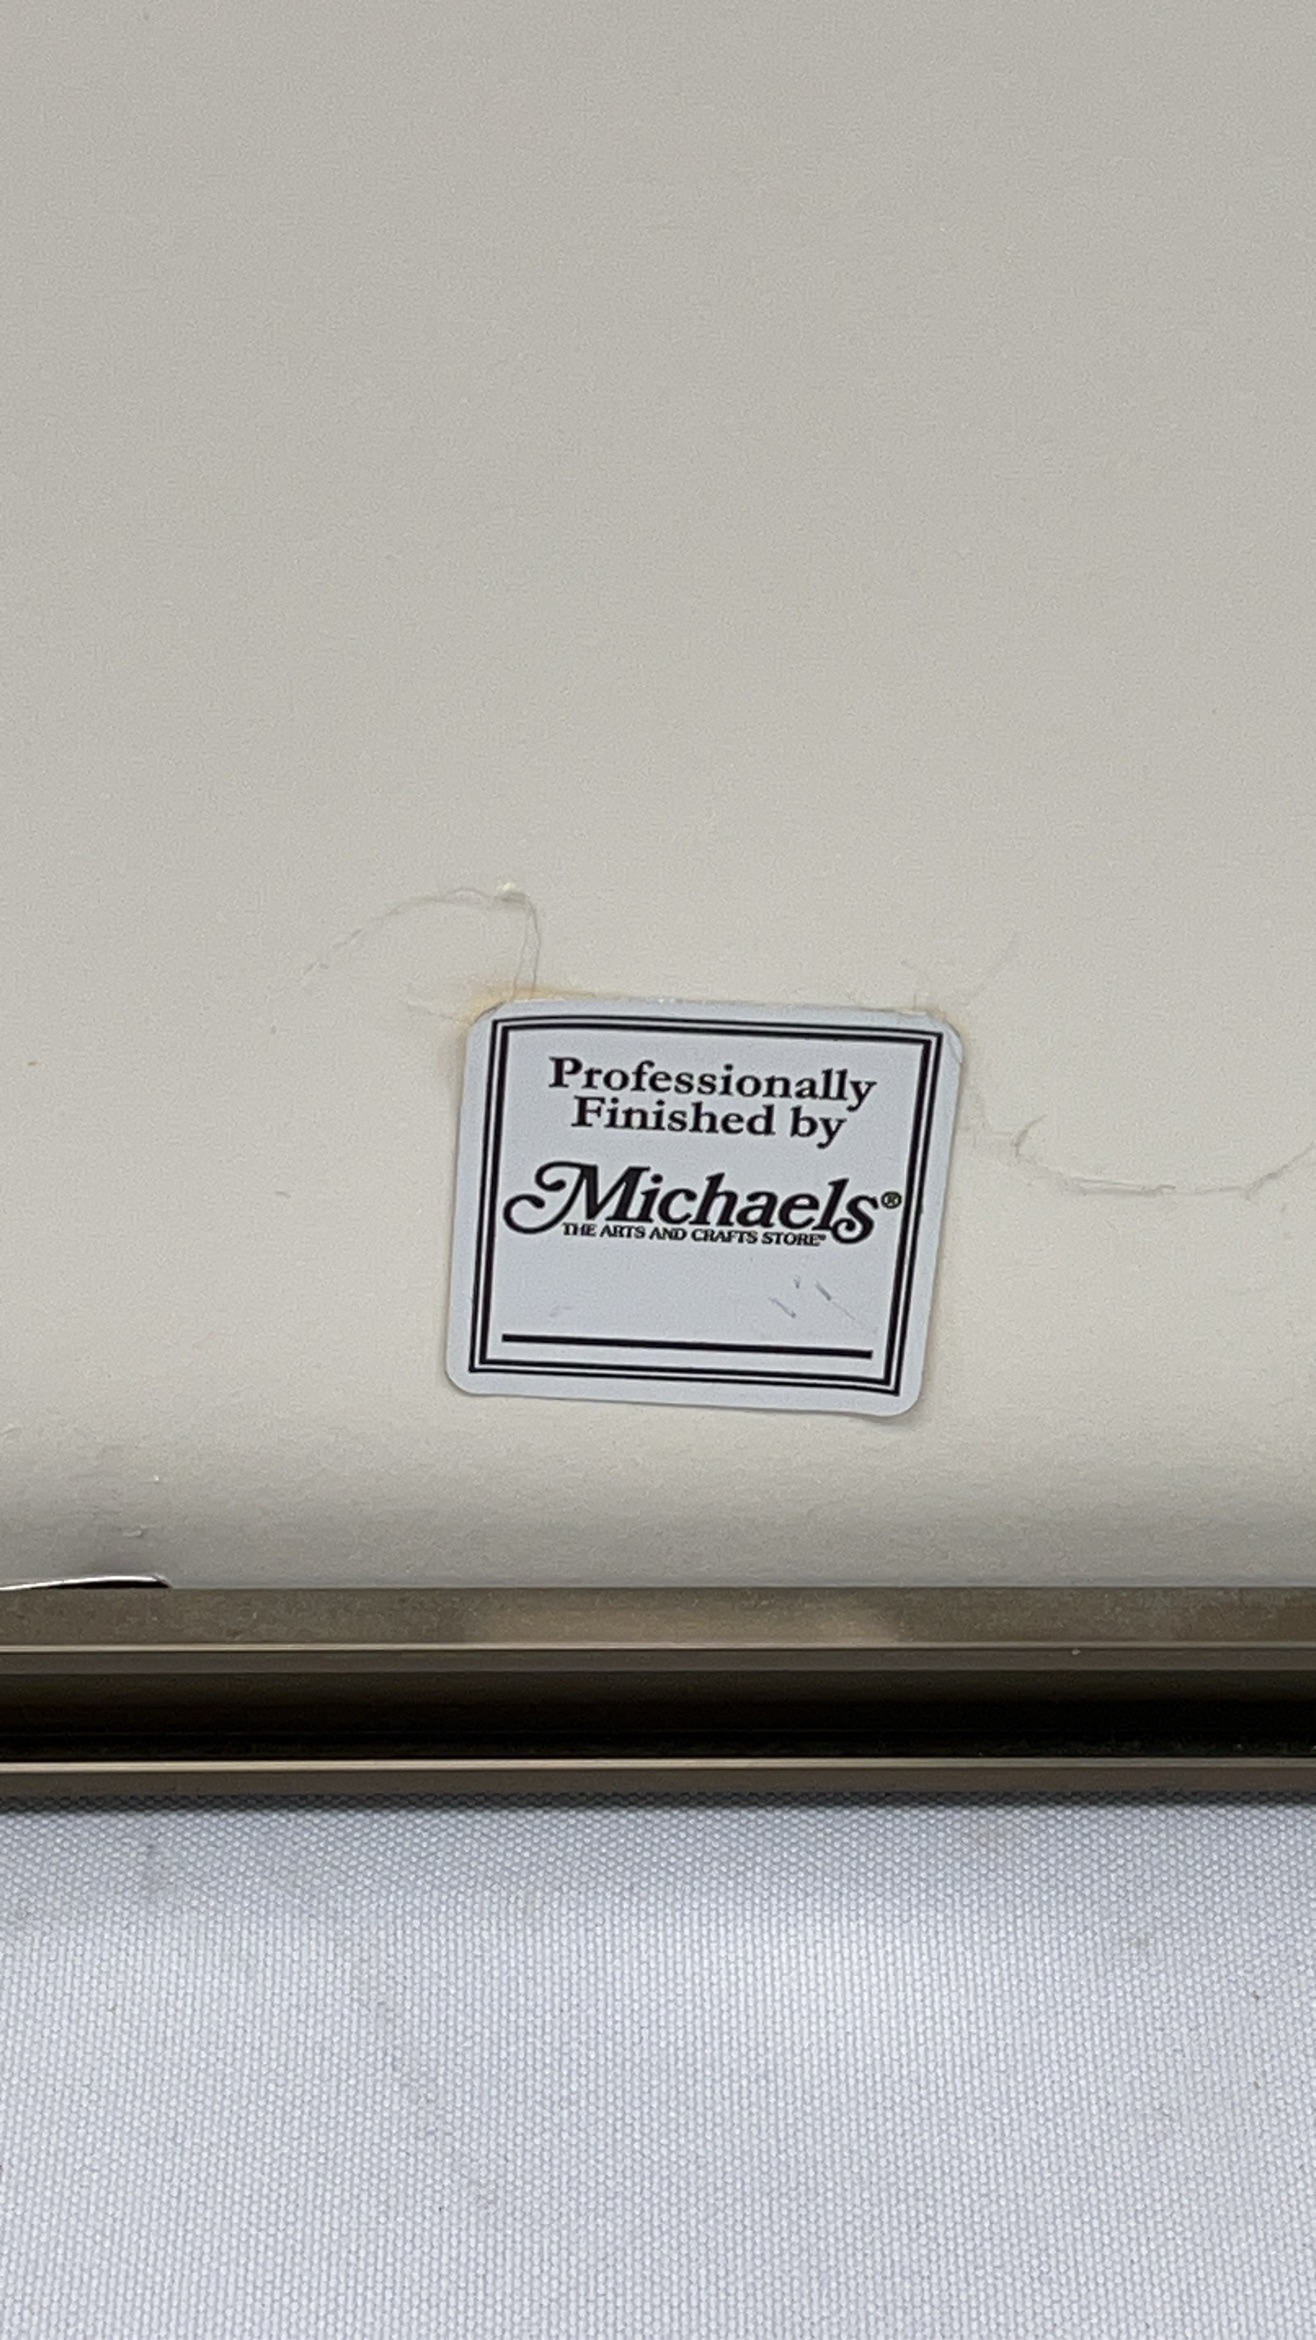 Professionally
Finished by
Michaels®
THE ARTS AND CRAFTS STORE®